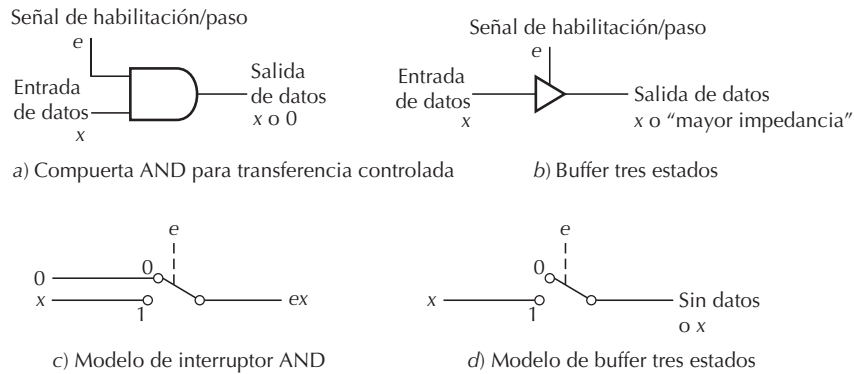 Señal de habilitación/paso
e
Entrada
de datos
x
Salida
de datos
x o 0
a) Compuerta AND para transferencia controlada
Señal de habilitación/paso
e
Entrada
de datos
x
Salida de datos
x o “mayor impedancia”
b) Buffer tres estados
e
0
0
x
1
ex
c) Modelo de interruptor AND
e
0
x
1
Sin datos
o x
d) Modelo de buffer tres estados